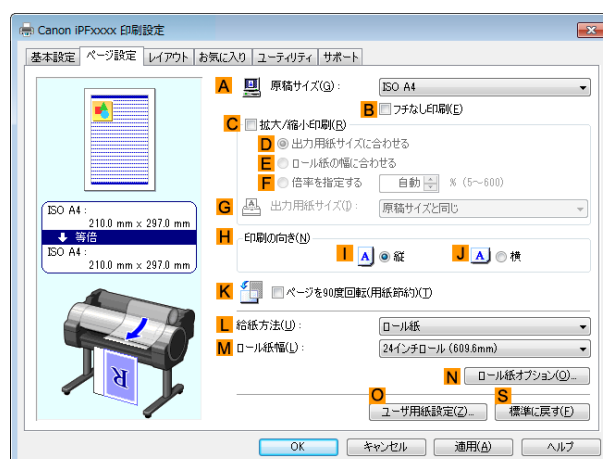 Canon iPFxxxx 印刷設定
基本設定 ページ設定 レイアウト お気に入り ユーティリティ サポート
A 原稿サイズ(G): ISO A4
B フチなし印刷(E)
C 拡大/縮小印刷(R)
D 出力用紙サイズに合わせる
E ロール紙の幅に合わせる
F 倍率を指定する 自動 % (5～600)
G A 出力用紙サイズ(I): 原稿サイズと同じ
ISO A4 :
210.0 mm x 297.0 mm
等倍
ISO A4 :
210.0 mm x 297.0 mm
H 印刷の向き(N)
I A 縦 J A 横
K ページを90度回転(用紙節約)(T)
L 給紙方法(U): ロール紙
M ロール紙幅(L): 24インチロール (609.6mm)
R
N ロール紙オプション(O)...
O S
ユーザ用紙設定(Z)... 標準に戻す(F)
OK キャンセル 適用(A) ヘルプ